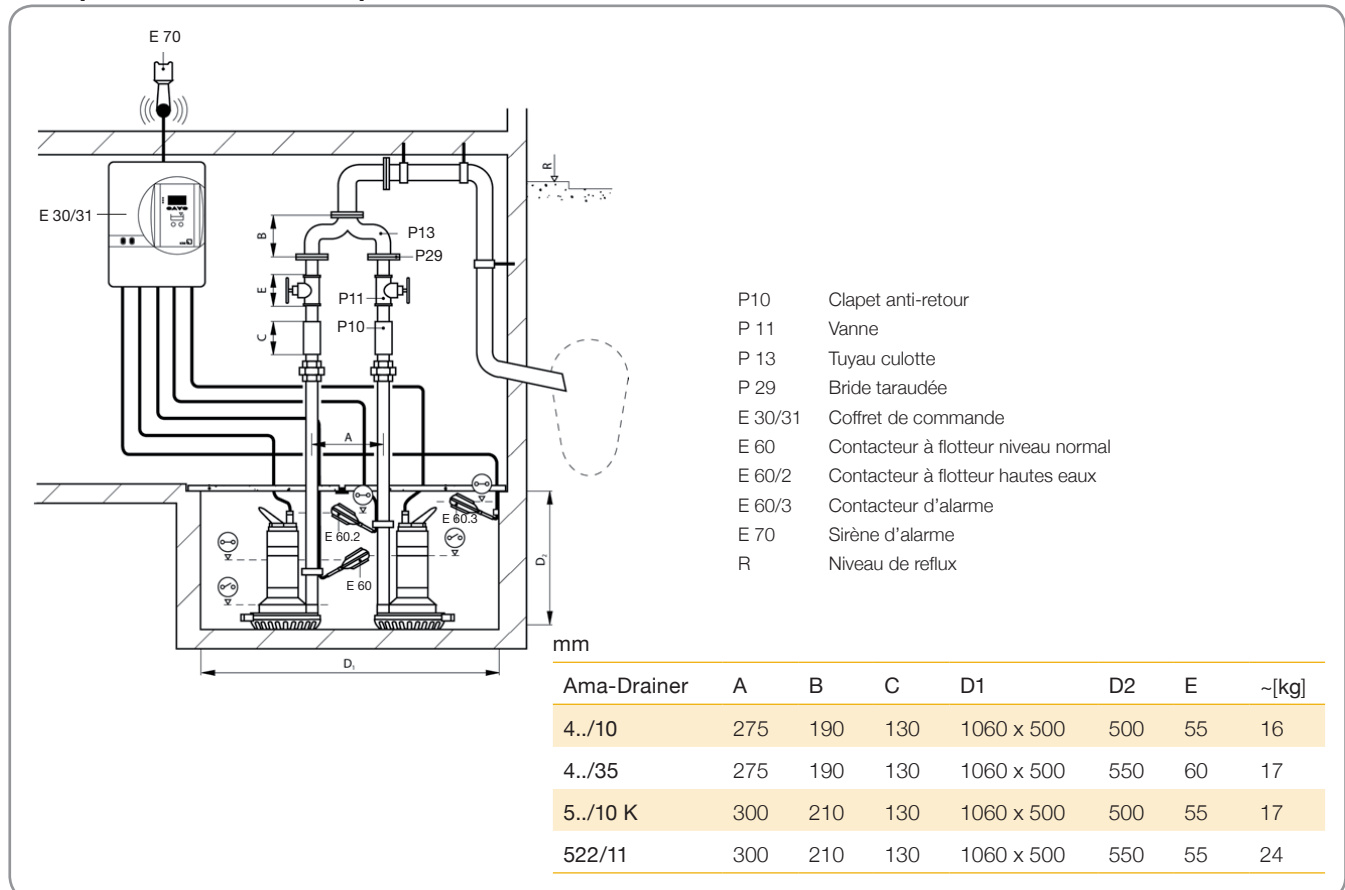 E 70
E 30/31
R
B
P13
P29
E
P11
P10
C
A
E 60.2
E 60.3
E 60
D₂
D₁
P10 Clapet anti-retour
P 11 Vanne
P 13 Tuyau culotte
P 29 Bride taraudée
E 30/31 Coffret de commande
E 60 Contacteur à flotteur niveau normal
E 60/2 Contacteur à flotteur hautes eaux
E 60/3 Contacteur d'alarme
E 70 Sirène d'alarme
R Niveau de reflux
mm
Ama-Drainer A B C D1 D2 E ~[kg]
4../10 275 190 130 1060 x 500 500 55 16
4../35 275 190 130 1060 x 500 550 60 17
5../10 K 300 210 130 1060 x 500 500 55 17
522/11 300 210 130 1060 x 500 550 55 24